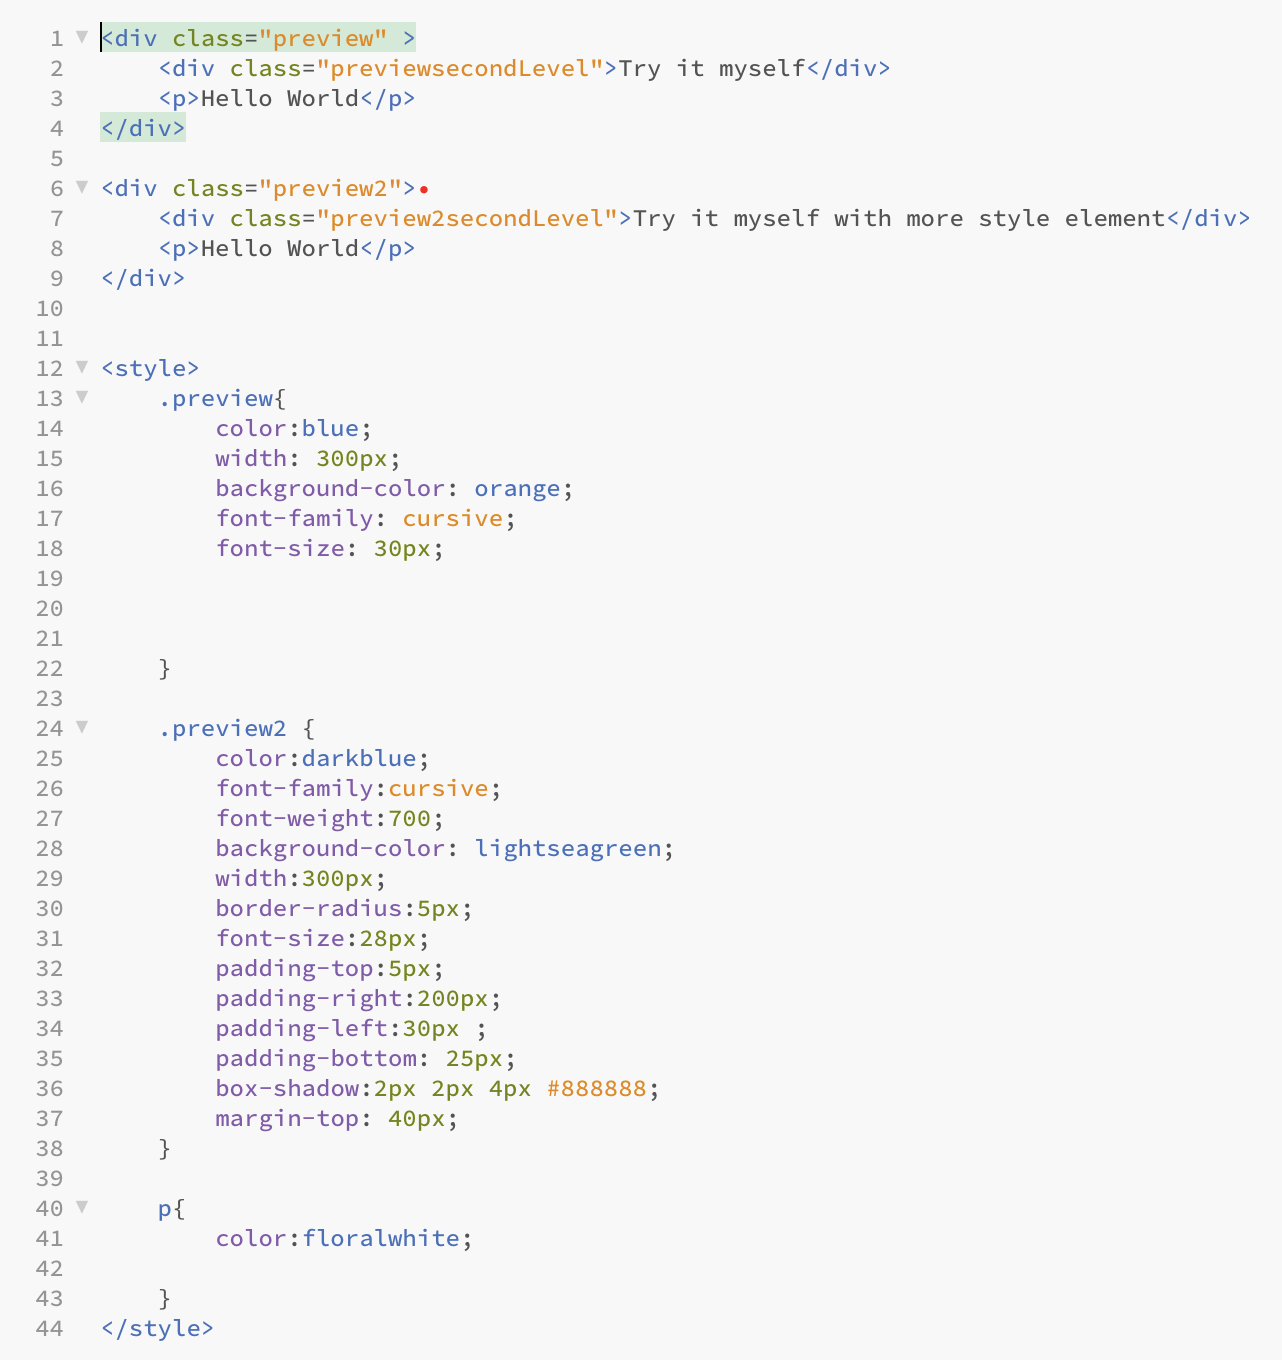 1 <div class="preview" >
2     <div class="previewsecondLevel">Try it myself</div>
3     <p>Hello World</p>
4 </div>
5
6 <div class="preview2">•
7     <div class="preview2secondLevel">Try it myself with more style element</div>
8     <p>Hello World</p>
9 </div>
10
11
12 <style>
13     .preview{
14         color:blue;
15         width: 300px;
16         background-color: orange;
17         font-family: cursive;
18         font-size: 30px;
19
20
21
22     }
23
24     .preview2 {
25         color:darkblue;
26         font-family:cursive;
27         font-weight:700;
28         background-color: lightseagreen;
29         width:300px;
30         border-radius:5px;
31         font-size:28px;
32         padding-top:5px;
33         padding-right:200px;
34         padding-left:30px ;
35         padding-bottom: 25px;
36         box-shadow:2px 2px 4px #888888;
37         margin-top: 40px;
38     }
39
40     p{
41         color:floralwhite;
42
43     }
44 </style>